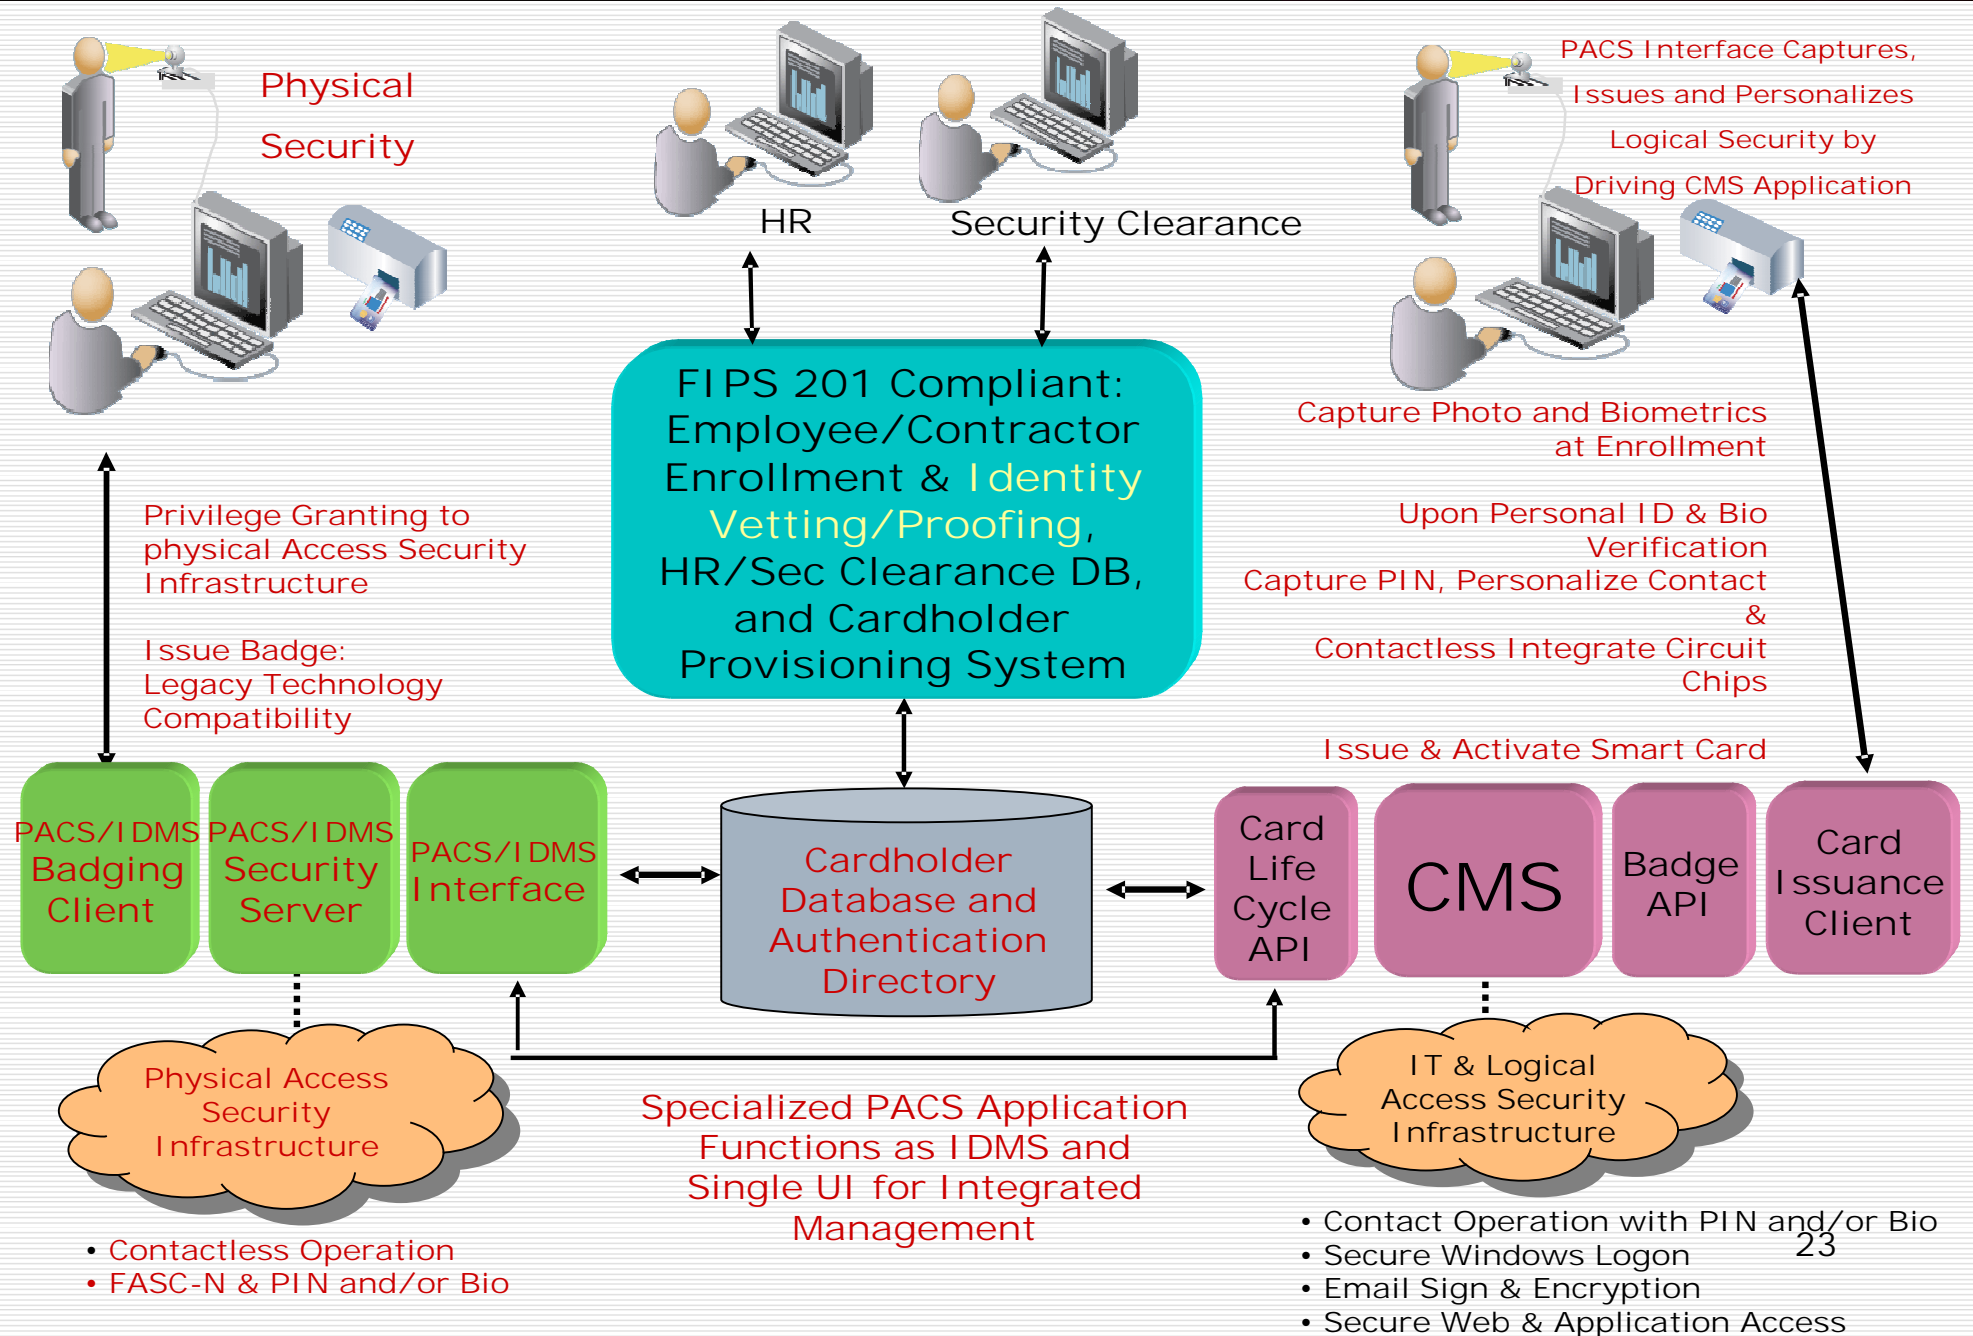 Physical
Security
HR
Security Clearance
PACS Interface Captures,
Issues and Personalizes
Logical Security by
Driving CMS Application
FIPS 201 Compliant:
Employee/Contractor
Enrollment & Identity
Vetting/Proofing,
HR/Sec Clearance DB,
and Cardholder
Provisioning System
Privilege Granting to
physical Access Security
Infrastructure
Issue Badge:
Legacy Technology
Compatibility
Capture Photo and Biometrics
at Enrollment
Upon Personal ID & Bio
Verification
Capture PIN, Personalize Contact
&
Contactless Integrate Circuit
Chips
Issue & Activate Smart Card
PACS/IDMS
Badging
Client
PACS/IDMS
Security
Server
PACS/IDMS
Interface
Cardholder
Database and
Authentication
Directory
Card
Life
Cycle
API
CMS
Badge
API
Card
Issuance
Client
Physical Access
Security
Infrastructure
Specialized PACS Application
Functions as IDMS and
Single UI for Integrated
Management
IT & Logical
Access Security
Infrastructure
• Contactless Operation
• FASC-N & PIN and/or Bio
• Contact Operation with PIN and/or Bio
• Secure Windows Logon
• Email Sign & Encryption
• Secure Web & Application Access
23